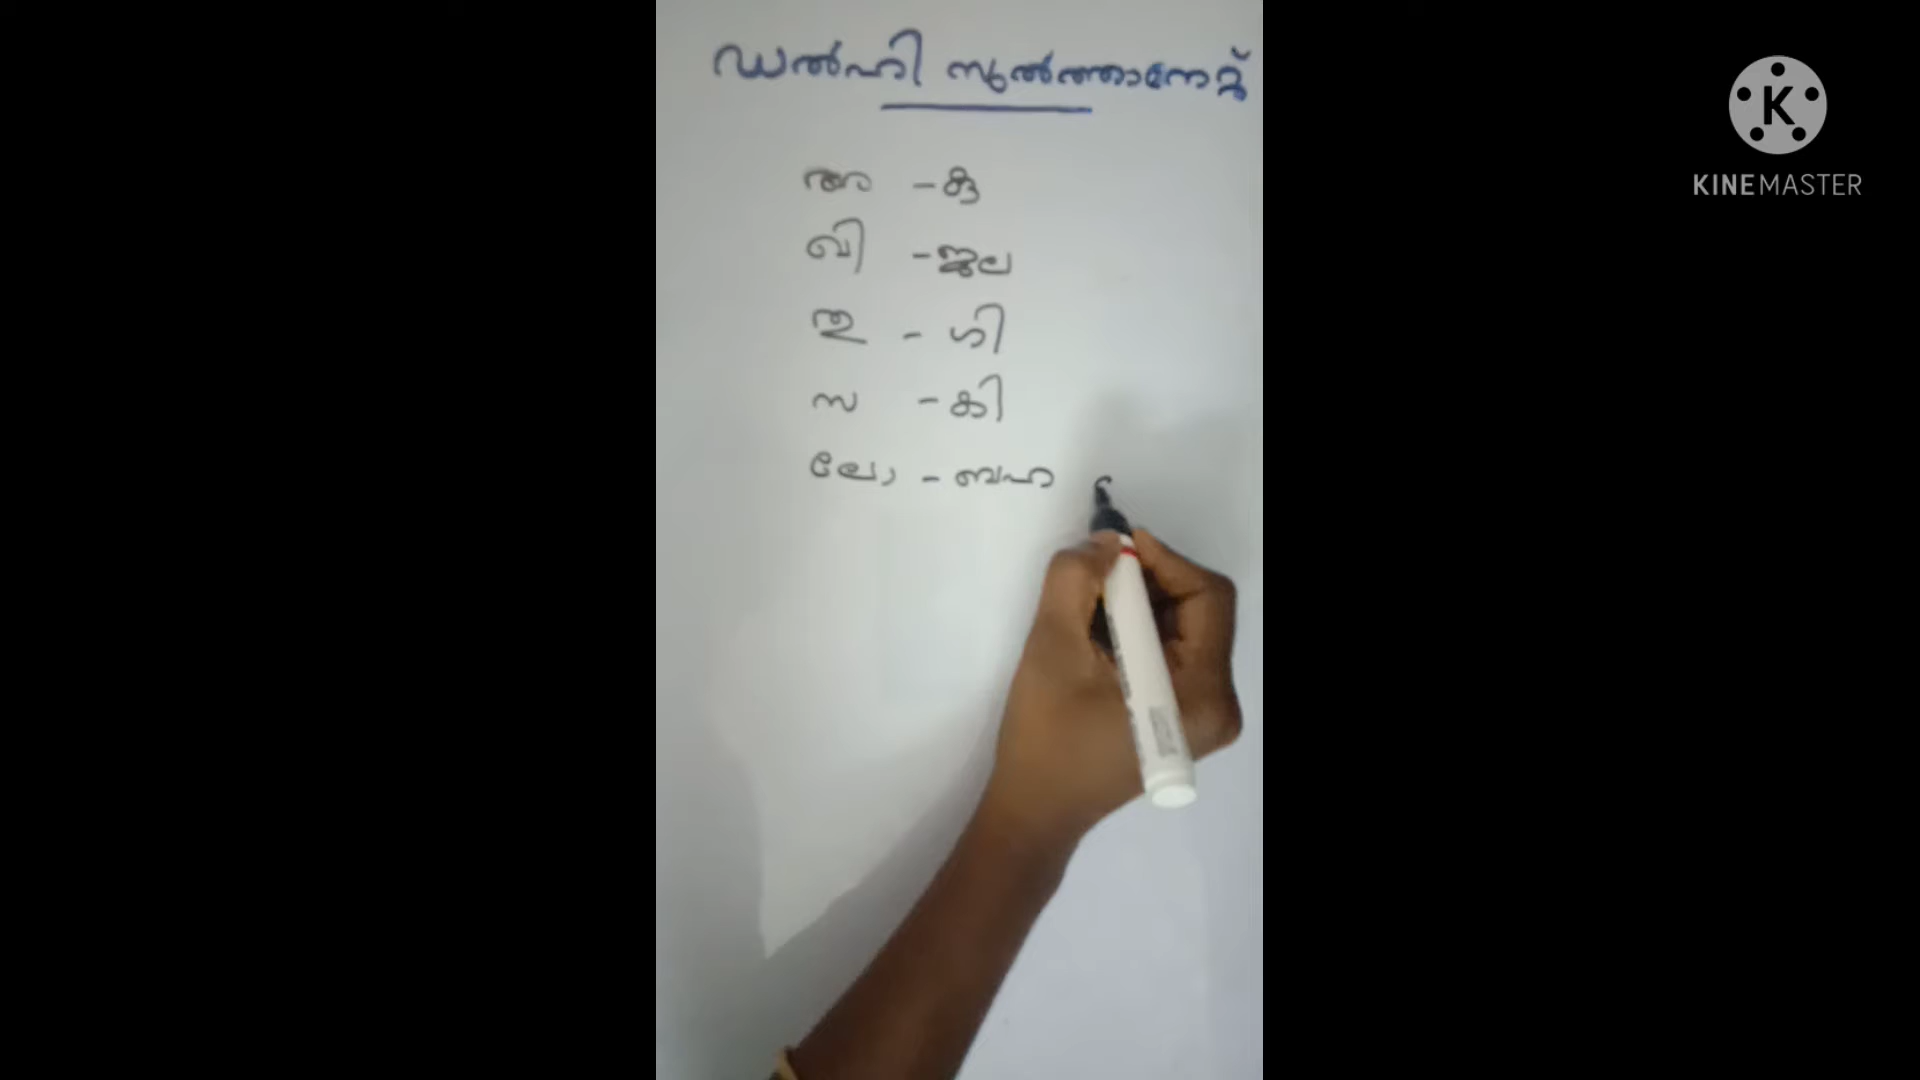 ഡൽഹി സുൽത്താനേറ്റ്
അ - കു
ഖി - ജല
തു - ഗി
സ - കി
ലോ - ബഹ
KINEMASTER